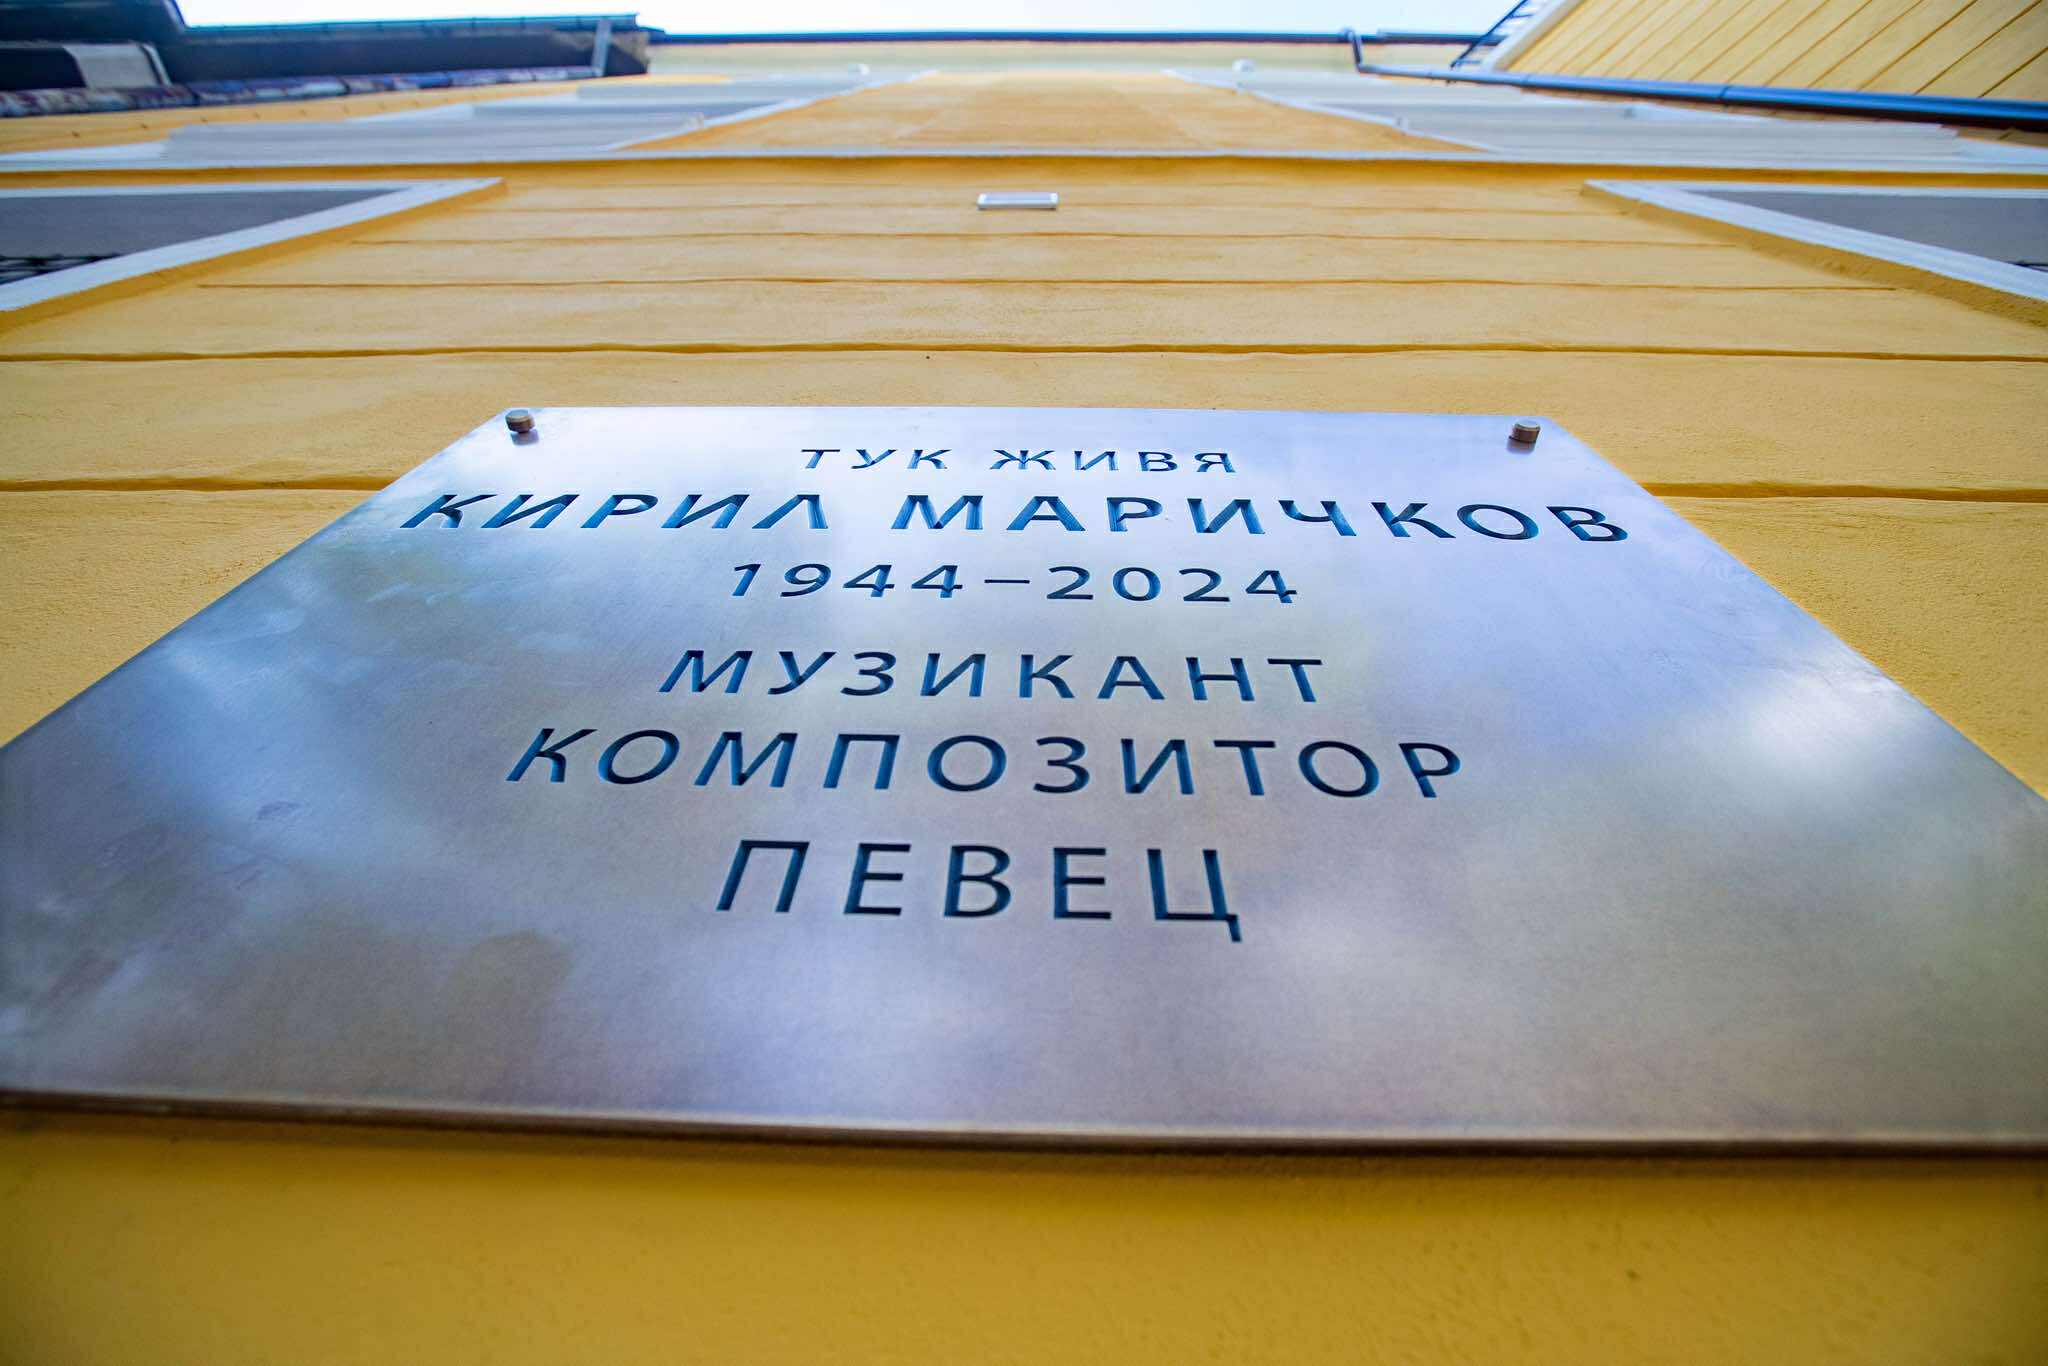 ТУК ЖИВЯ
КИРИЛ МАРИЧКОВ
1944–2024
МУЗИКАНТ
КОМПОЗИТОР
ПЕВЕЦ